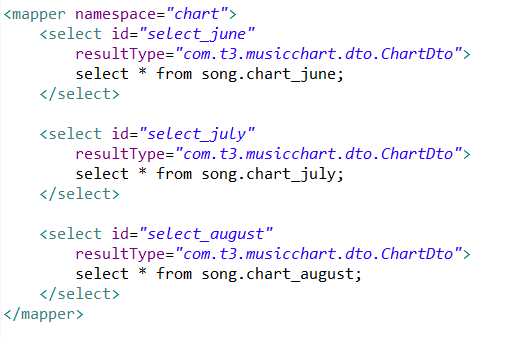 <mapper namespace="chart">
    <select id="select_june"
        resultType="com.t3.musicchart.dto.ChartDto">
        select * from song.chart_june;
    </select>

    <select id="select_july"
        resultType="com.t3.musicchart.dto.ChartDto">
        select * from song.chart_july;
    </select>

    <select id="select_august"
        resultType="com.t3.musicchart.dto.ChartDto">
        select * from song.chart_august;
    </select>
</mapper>